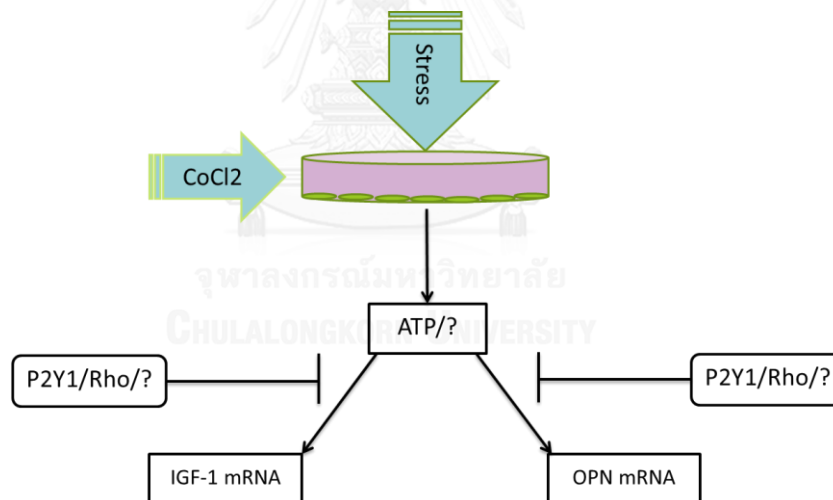 Stress
CoCl2
จุฬาลงกรณ์มหาวิทยาลัย
CHULALONGKORN UNIVERSITY
ATP/?
P2Y1/Rho/?
P2Y1/Rho/?
IGF-1 mRNA
OPN mRNA